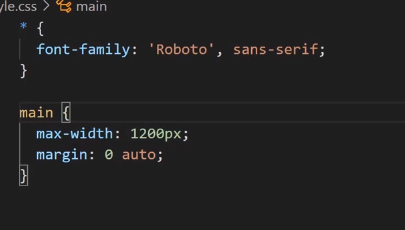 yle.css > main
* {
  font-family: 'Roboto', sans-serif;
}
main {
  max-width: 1200px;
  margin: 0 auto;
}